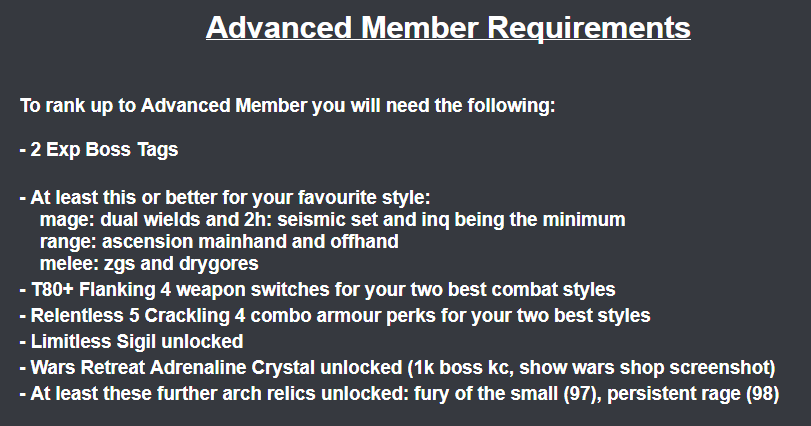 Advanced Member Requirements
To rank up to Advanced Member you will need the following:
- 2 Exp Boss Tags
- At least this or better for your favourite style:
mage: dual wields and 2h: seismic set and inq being the minimum
range: ascension mainhand and offhand
melee: zgs and drygores
- T80+ Flanking 4 weapon switches for your two best combat styles
- Relentless 5 Crackling 4 combo armour perks for your two best styles
- Limitless Sigil unlocked
- Wars Retreat Adrenaline Crystal unlocked (1k boss kc, show wars shop screenshot)
- At least these further arch relics unlocked: fury of the small (97), persistent rage (98)